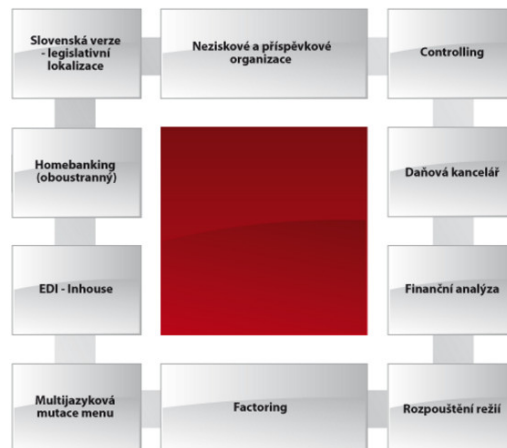 Slovenská verze
- legislativní
lokalizace
Neziskové a příspěvkové
organizace
Controlling
Homebanking
(oboustranný)
Daňová kancelář
EDI - Inhouse
Finanční analýza
Multijazyková
mutace menu
Factoring
Rozpouštění režií